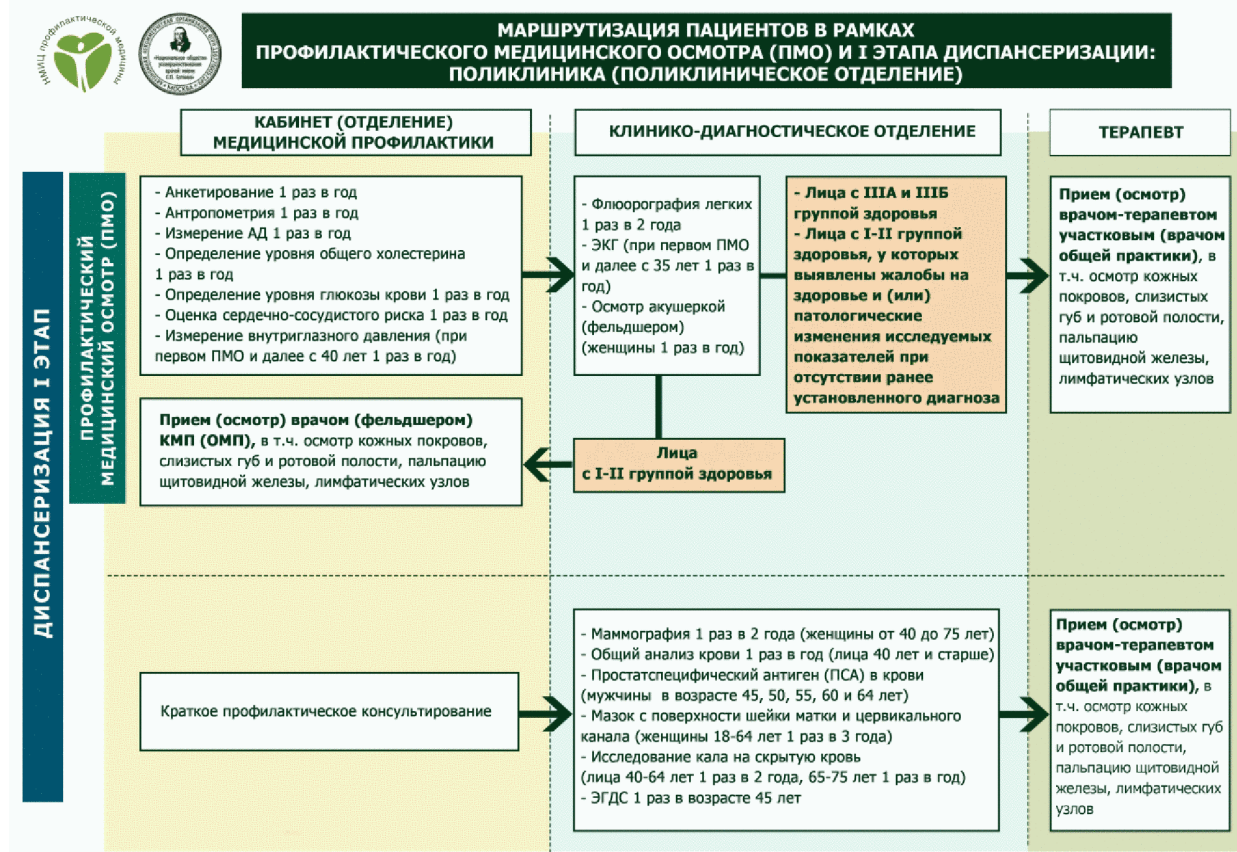 НМИЦ профилактической медицины
МАРШРУТИЗАЦИЯ ПАЦИЕНТОВ В РАМКАХ
ПРОФИЛАКТИЧЕСКОГО МЕДИЦИНСКОГО ОСМОТРА (ПМО) И I ЭТАПА ДИСПАНСЕРИЗАЦИИ:
ПОЛИКЛИНИКА (ПОЛИКЛИНИЧЕСКОЕ ОТДЕЛЕНИЕ)
КАБИНЕТ (ОТДЕЛЕНИЕ)
МЕДИЦИНСКОЙ ПРОФИЛАКТИКИ
КЛИНИКО-ДИАГНОСТИЧЕСКОЕ ОТДЕЛЕНИЕ
ТЕРАПЕВТ
ДИСПАНСЕРИЗАЦИЯ I ЭТАП
ПРОФИЛАКТИЧЕСКИЙ
МЕДИЦИНСКИЙ ОСМОТР (ПМО)
- Анкетирование 1 раз в год
- Антропометрия 1 раз в год
- Измерение АД 1 раз в год
- Определение уровня общего холестерина
1 раз в год
- Определение уровня глюкозы крови 1 раз в год
- Оценка сердечно-сосудистого риска 1 раз в год
- Измерение внутриглазного давления (при
первом ПМО и далее с 40 лет 1 раз в год)
- Флюорография легких
1 раз в 2 года
- ЭКГ (при первом ПМО
и далее с 35 лет 1 раз в
год)
- Осмотр акушеркой
(фельдшером)
(женщины 1 раз в год)
- Лица с IIIА и IIIБ
группой здоровья
- Лица с I-II группой
здоровья, у которых
выявлены жалобы на
здоровье и (или)
патологические
изменения исследуемых
показателей при
отсутствии ранее
установленного диагноза
Прием (осмотр)
врачом-терапевтом
участковым (врачом
общей практики), в
т.ч. осмотр кожных
покровов, слизистых
губ и ротовой полости,
пальпацию
щитовидной железы,
лимфатических узлов
Прием (осмотр) врачом (фельдшером)
КМП (ОМП), в т.ч. осмотр кожных покровов,
слизистых губ и ротовой полости, пальпацию
щитовидной железы, лимфатических узлов
Лица
с I-II группой здоровья
Краткое профилактическое консультирование
- Маммография 1 раз в 2 года (женщины от 40 до 75 лет)
- Общий анализ крови 1 раз в год (лица 40 лет и старше)
- Простатспецифический антиген (ПСА) в крови
(мужчины в возрасте 45, 50, 55, 60 и 64 лет)
- Мазок с поверхности шейки матки и цервикального
канала (женщины 18-64 лет 1 раз в 3 года)
- Исследование кала на скрытую кровь
(лица 40-64 лет 1 раз в 2 года, 65-75 лет 1 раз в год)
- ЭГДС 1 раз в возрасте 45 лет
Прием (осмотр)
врачом-терапевтом
участковым (врачом
общей практики), в
т.ч. осмотр кожных
покровов, слизистых губ
и ротовой полости,
пальпацию щитовидной
железы, лимфатических
узлов